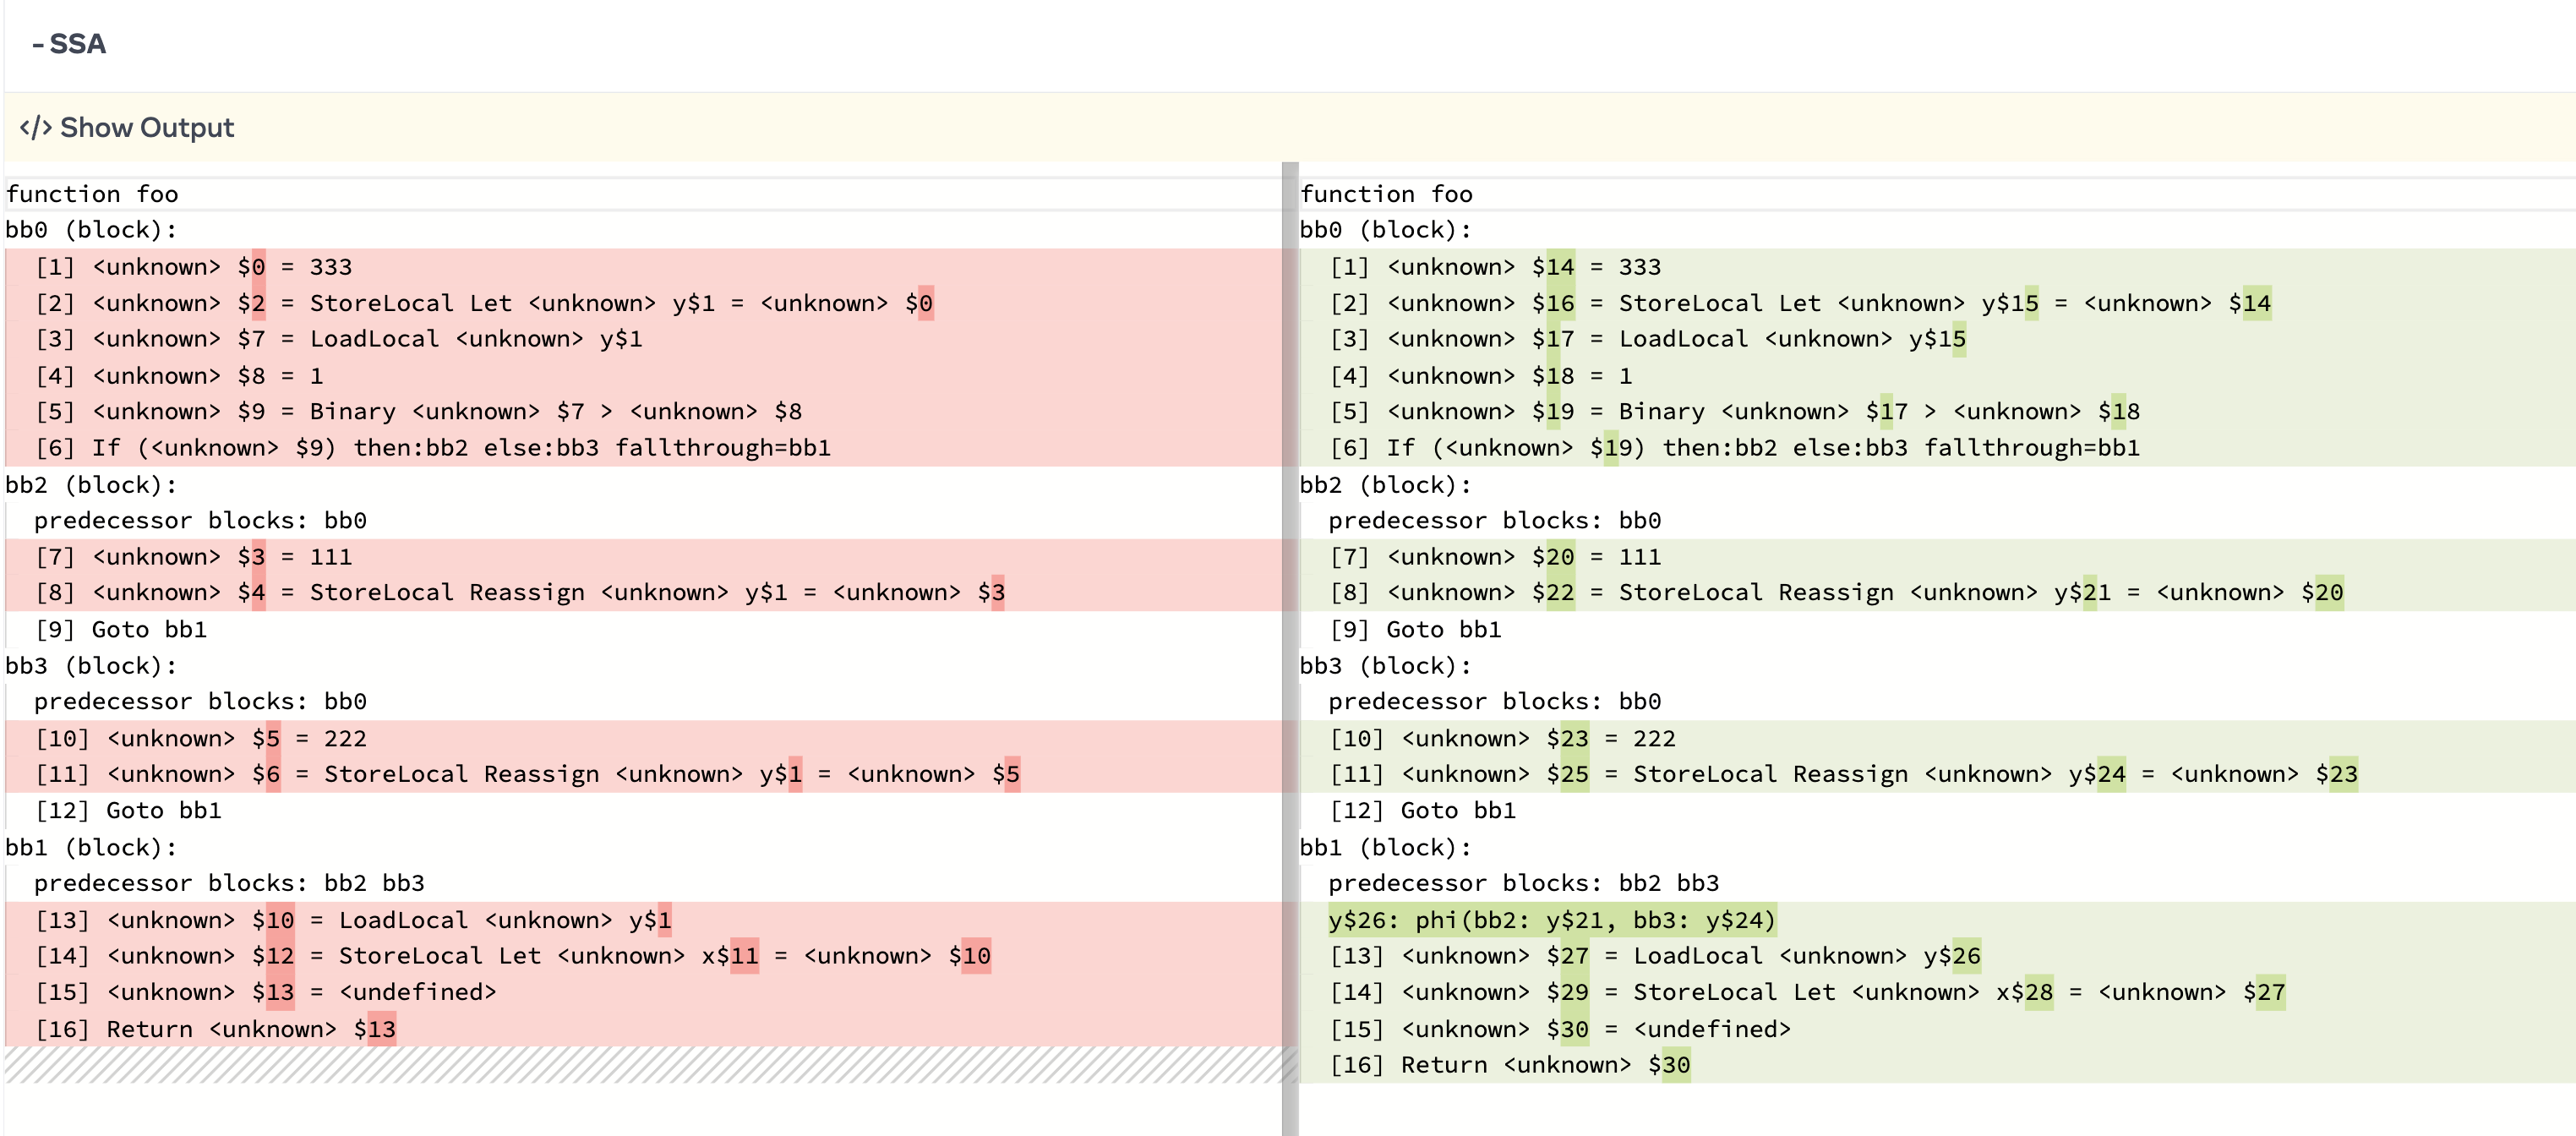 - SSA
</> Show Output
function foo
bb0 (block):
[1] <unknown> $0 = 333
[2] <unknown> $2 = StoreLocal Let <unknown> y$1 = <unknown> $0
[3] <unknown> $7 = LoadLocal <unknown> y$1
[4] <unknown> $8 = 1
[5] <unknown> $9 = Binary <unknown> $7 > <unknown> $8
[6] If (<unknown> $9) then:bb2 else:bb3 fallthrough=bb1
bb2 (block):
predecessor blocks: bb0
[7] <unknown> $3 = 111
[8] <unknown> $4 = StoreLocal Reassign <unknown> y$1 = <unknown> $3
[9] Goto bb1
bb3 (block):
predecessor blocks: bb0
[10] <unknown> $5 = 222
[11] <unknown> $6 = StoreLocal Reassign <unknown> y$1 = <unknown> $5
[12] Goto bb1
bb1 (block):
predecessor blocks: bb2 bb3
[13] <unknown> $10 = LoadLocal <unknown> y$1
[14] <unknown> $12 = StoreLocal Let <unknown> x$11 = <unknown> $10
[15] <unknown> $13 = <undefined>
[16] Return <unknown> $13
function foo
bb0 (block):
[1] <unknown> $14 = 333
[2] <unknown> $16 = StoreLocal Let <unknown> y$15 = <unknown> $14
[3] <unknown> $17 = LoadLocal <unknown> y$15
[4] <unknown> $18 = 1
[5] <unknown> $19 = Binary <unknown> $17 > <unknown> $18
[6] If (<unknown> $19) then:bb2 else:bb3 fallthrough=bb1
bb2 (block):
predecessor blocks: bb0
[7] <unknown> $20 = 111
[8] <unknown> $22 = StoreLocal Reassign <unknown> y$21 = <unknown> $20
[9] Goto bb1
bb3 (block):
predecessor blocks: bb0
[10] <unknown> $23 = 222
[11] <unknown> $25 = StoreLocal Reassign <unknown> y$24 = <unknown> $23
[12] Goto bb1
bb1 (block):
predecessor blocks: bb2 bb3
y$26: phi(bb2: y$21, bb3: y$24)
[13] <unknown> $27 = LoadLocal <unknown> y$26
[14] <unknown> $29 = StoreLocal Let <unknown> x$28 = <unknown> $27
[15] <unknown> $30 = <undefined>
[16] Return <unknown> $30